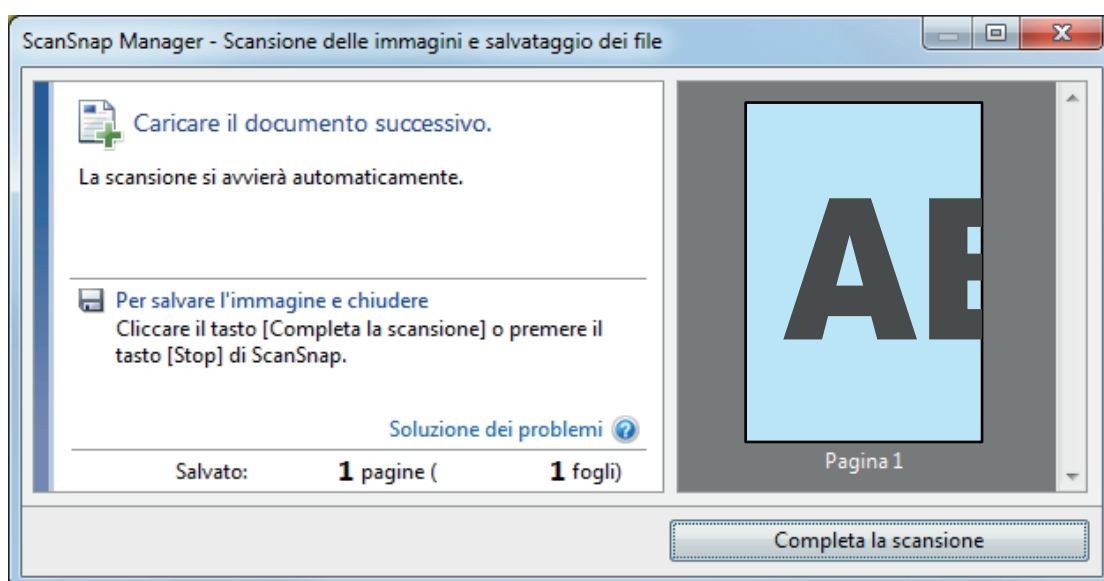 ScanSnap Manager - Scansione delle immagini e salvataggio dei file
Caricare il documento successivo.
La scansione si avvierà automaticamente.
Per salvare l'immagine e chiudere
Cliccare il tasto [Completa la scansione] o premere il
tasto [Stop] di ScanSnap.
Soluzione dei problemi
Salvato: 1 pagine ( 1 fogli)
AB
Pagina 1
Completa la scansione